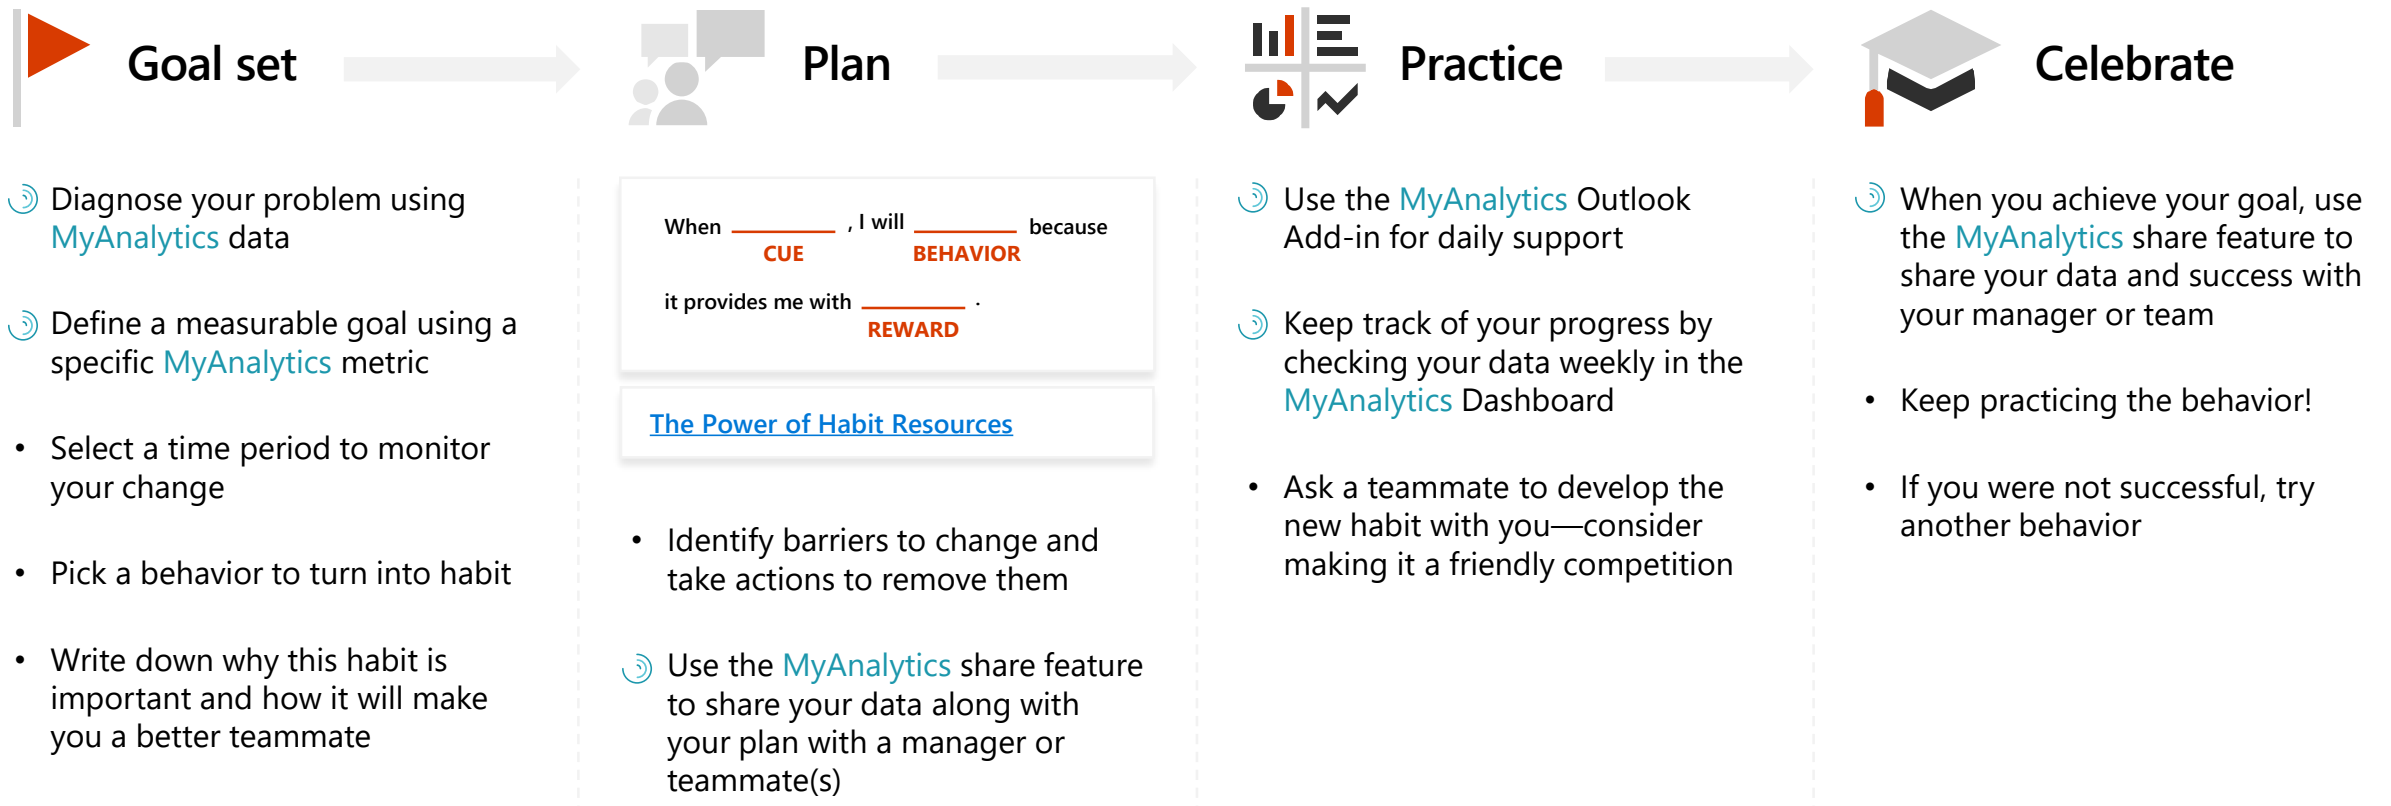 Goal set
Diagnose your problem using
MyAnalytics data
Define a measurable goal using a
specific MyAnalytics metric
• Select a time period to monitor
your change
• Pick a behavior to turn into habit
• Write down why this habit is
important and how it will make
you a better teammate
Plan
When ________ , I will ________ because
CUE BEHAVIOR
it provides me with ________ .
REWARD
The Power of Habit Resources
• Identify barriers to change and
take actions to remove them
Use the MyAnalytics share feature
to share your data along with
your plan with a manager or
teammate(s)
Practice
Use the MyAnalytics Outlook
Add-in for daily support
Keep track of your progress by
checking your data weekly in the
MyAnalytics Dashboard
• Ask a teammate to develop the
new habit with you—consider
making it a friendly competition
Celebrate
When you achieve your goal, use
the MyAnalytics share feature to
share your data and success with
your manager or team
• Keep practicing the behavior!
• If you were not successful, try
another behavior